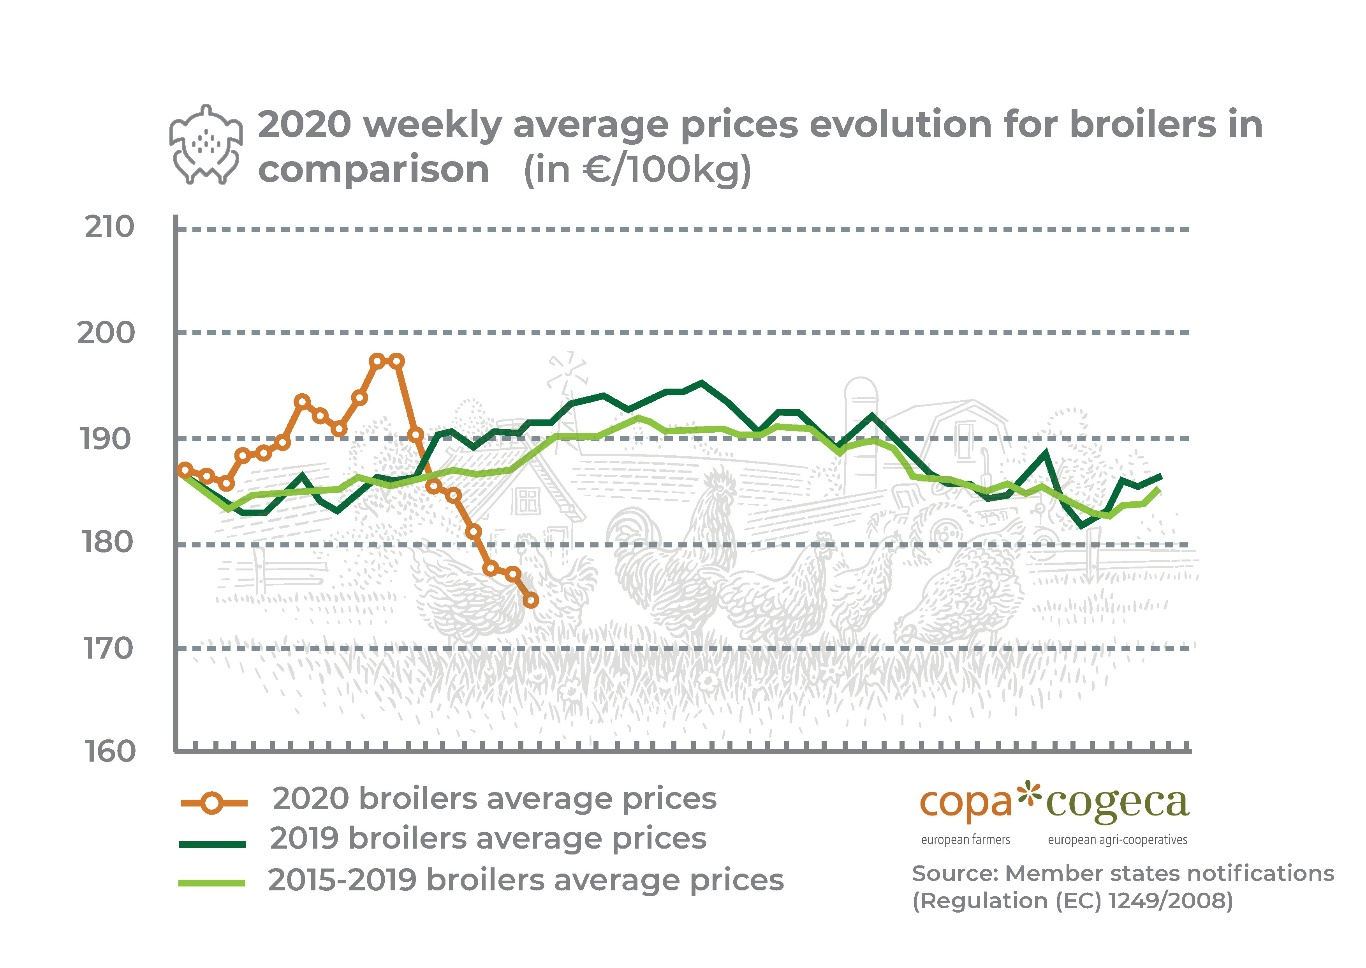 2020 weekly average prices evolution for broilers in
comparison (in €/100kg)
210
200
190
180
170
160
2020 broilers average prices
2019 broilers average prices
2015-2019 broilers average prices
copa*cogeca
european farmers european agri-cooperatives
Source: Member states notifications
(Regulation (EC) 1249/2008)